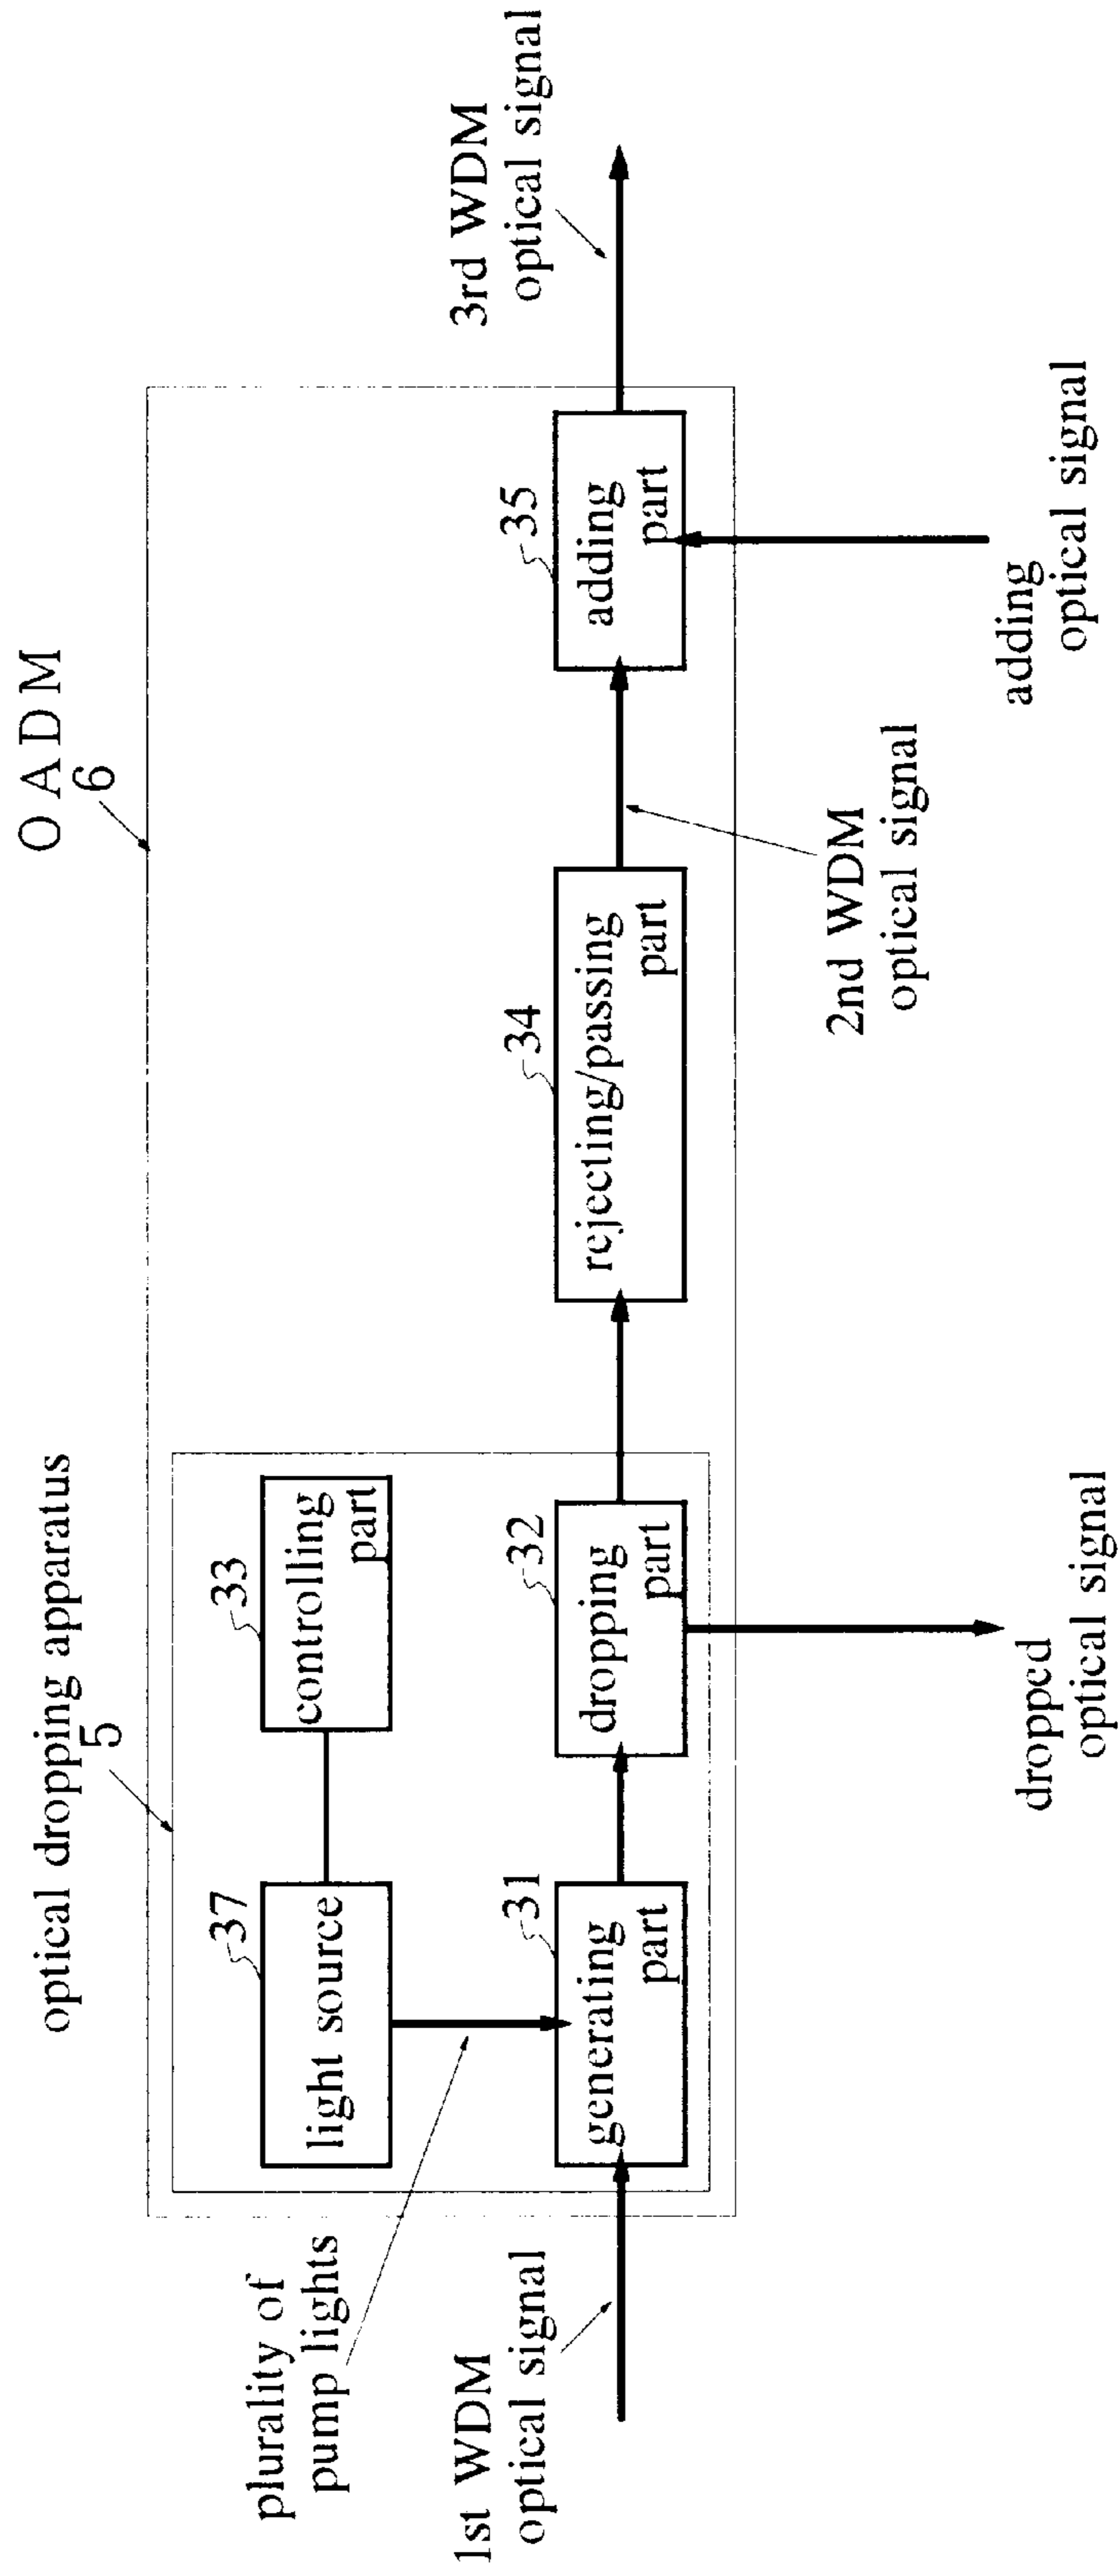 O A D M
6
optical dropping apparatus
5
37
light source
33
controlling
part
plurality of
pump lights
1st WDM
optical signal
31
generating
part
32
dropping
part
34
rejecting/passing
part
35
adding
part
3rd WDM
optical signal
2nd WDM
optical signal
dropped
optical signal
adding
optical signal